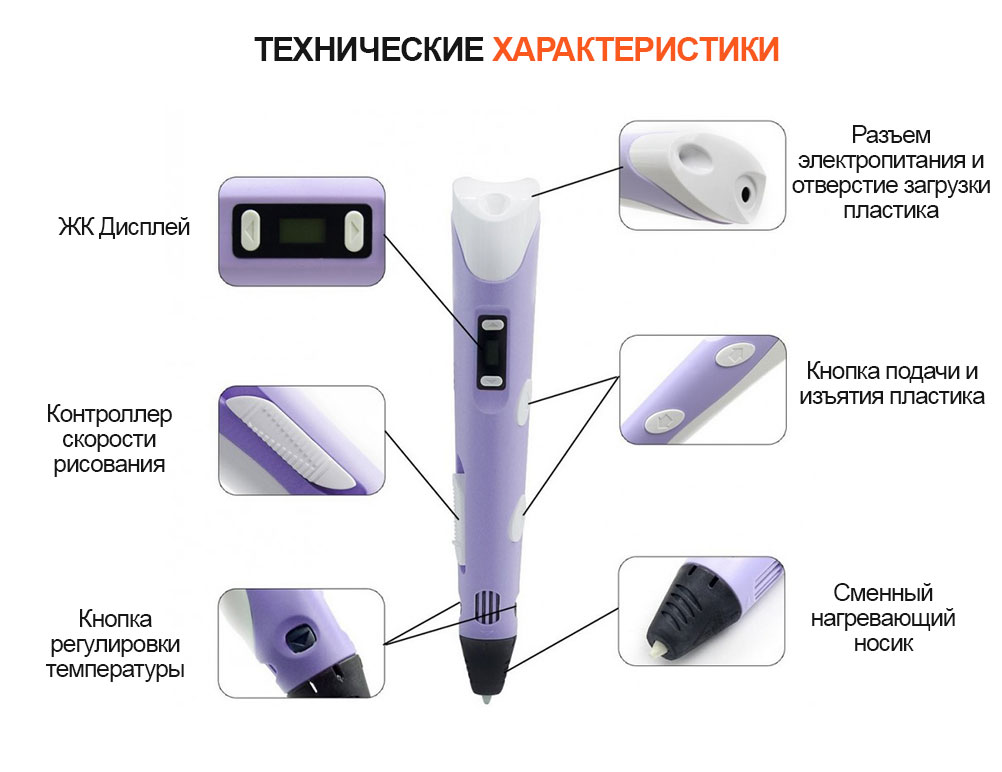 ТЕХНИЧЕСКИЕ ХАРАКТЕРИСТИКИ
ЖК Дисплей
Контроллер
скорости
рисования
Кнопка
регулировки
температуры
Разъем
электропитания и
отверстие загрузки
пластика
Кнопка подачи и
изъятия пластика
Сменный
нагревающий
носик